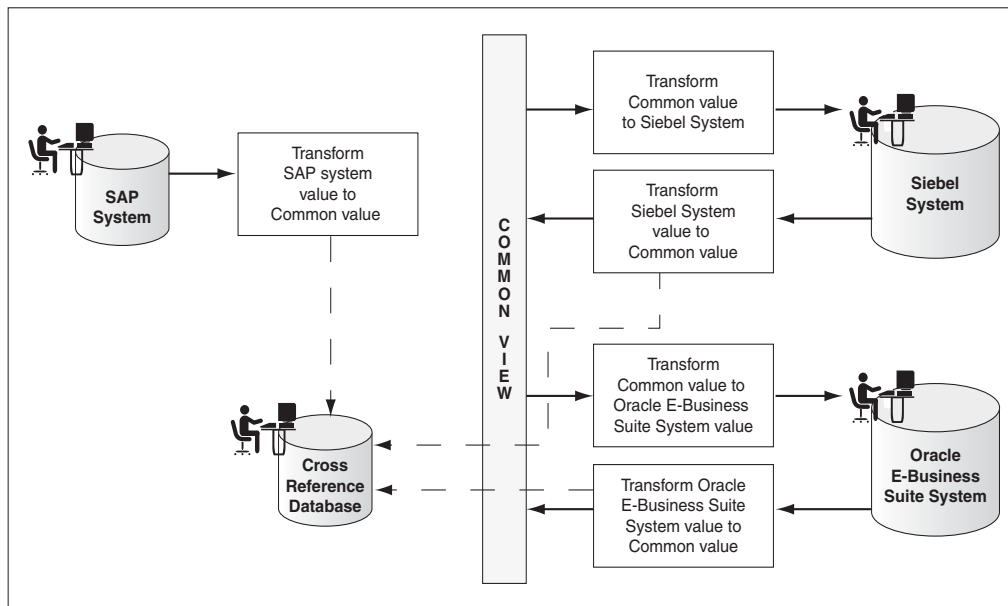 SAP
System
Transform
SAP system
value to
Common value
Cross
Reference
Database
COMMON VIEW
Transform
Common value
to Siebel System
Siebel
System
Transform
Siebel System
value to
Common value
Transform
Common value to
Oracle E-Business
Suite System value
Oracle
E-Business
Suite System
Transform Oracle
E-Business Suite
System value to
Common value